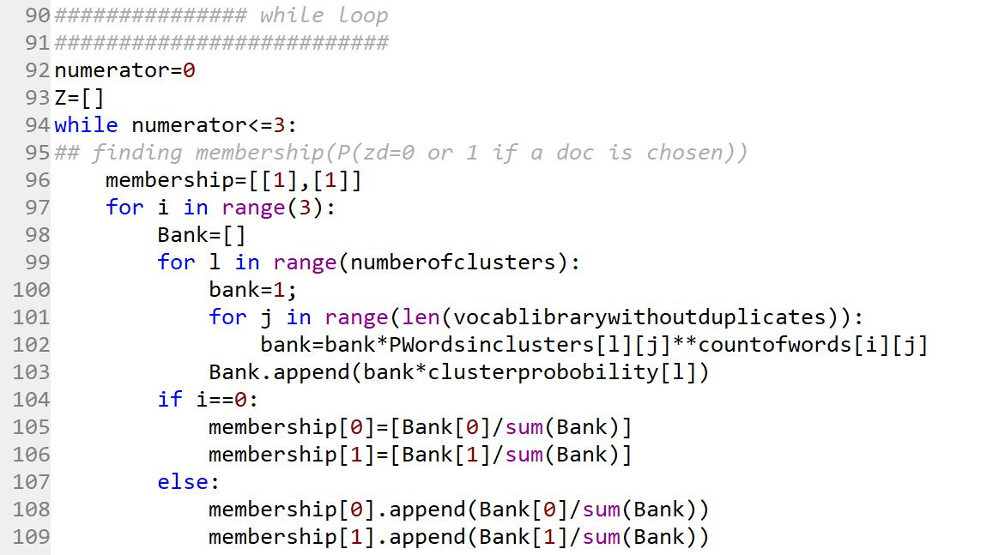 90 ############### while loop
91 ##########################
92 numerator=0
93 Z=[]
94 while numerator<=3:
95 ## finding membership(P(zd=0 or 1 if a doc is chosen))
96     membership=[[1],[1]]
97     for i in range(3):
98         Bank=[]
99         for l in range(numberofclusters):
100             bank=1;
101             for j in range(len(vocablibrarywithoutduplicates)):
102                 bank=bank*PWordsinclusters[l][j]**countofwords[i][j]
103             Bank.append(bank*clusterprobobility[l])
104         if i==0:
105             membership[0]=[Bank[0]/sum(Bank)]
106             membership[1]=[Bank[1]/sum(Bank)]
107         else:
108             membership[0].append(Bank[0]/sum(Bank))
109             membership[1].append(Bank[1]/sum(Bank))